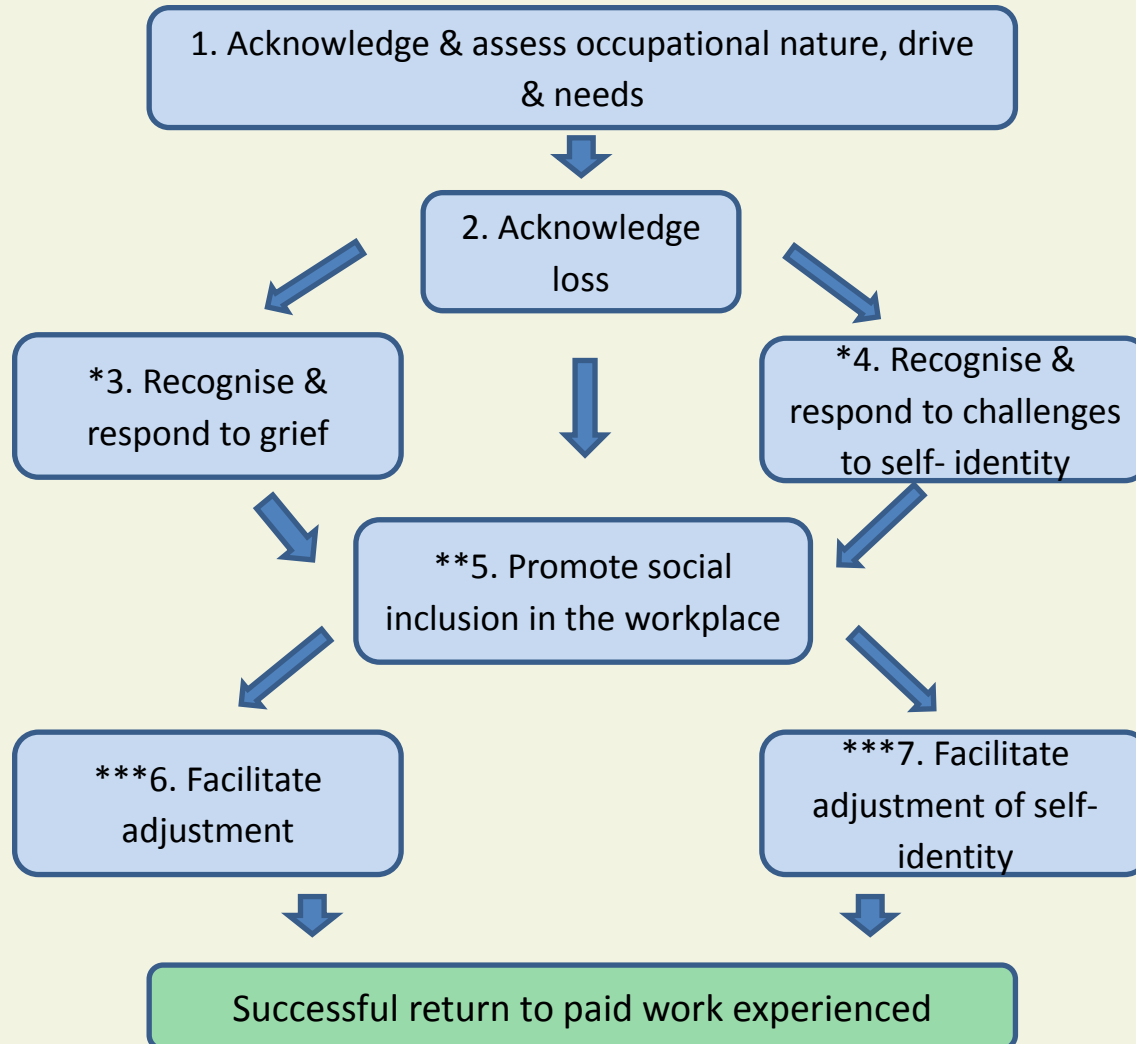 1. Acknowledge & assess occupational nature, drive
& needs
2. Acknowledge
loss
*3. Recognise &
respond to grief
*4. Recognise &
respond to challenges
to self- identity
**5. Promote social
inclusion in the workplace
***6. Facilitate
adjustment
***7. Facilitate
adjustment of self-
identity
Successful return to paid work experienced